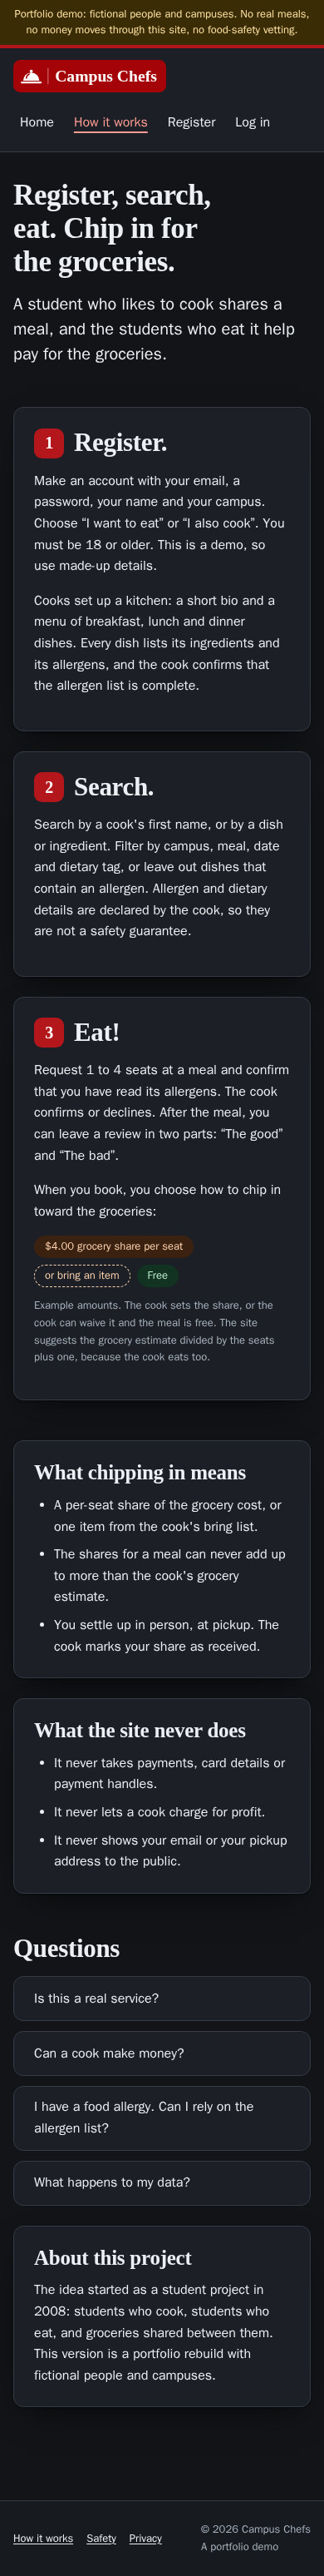 Portfolio demo: fictional people and campuses. No real meals,
no money moves through this site, no food-safety vetting.
Campus Chefs
Home How it works Register Log in
Register, search,
eat. Chip in for
the groceries.
A student who likes to cook shares a
meal, and the students who eat it help
pay for the groceries.
1 Register.
Make an account with your email, a
password, your name and your campus.
Choose “I want to eat” or “I also cook”. You
must be 18 or older. This is a demo, so
use made-up details.
Cooks set up a kitchen: a short bio and a
menu of breakfast, lunch and dinner
dishes. Every dish lists its ingredients and
its allergens, and the cook confirms that
the allergen list is complete.
2 Search.
Search by a cook's first name, or by a dish
or ingredient. Filter by campus, meal, date
and dietary tag, or leave out dishes that
contain an allergen. Allergen and dietary
details are declared by the cook, so they
are not a safety guarantee.
3 Eat!
Request 1 to 4 seats at a meal and confirm
that you have read its allergens. The cook
confirms or declines. After the meal, you
can leave a review in two parts: “The good”
and “The bad”.
When you book, you choose how to chip in
toward the groceries:
$4.00 grocery share per seat
or bring an item Free
Example amounts. The cook sets the share, or the
cook can waive it and the meal is free. The site
suggests the grocery estimate divided by the seats
plus one, because the cook eats too.
What chipping in means
• A per-seat share of the grocery cost, or
one item from the cook's bring list.
• The shares for a meal can never add up
to more than the cook's grocery
estimate.
• You settle up in person, at pickup. The
cook marks your share as received.
What the site never does
• It never takes payments, card details or
payment handles.
• It never lets a cook charge for profit.
• It never shows your email or your pickup
address to the public.
Questions
Is this a real service?
Can a cook make money?
I have a food allergy. Can I rely on the
allergen list?
What happens to my data?
About this project
The idea started as a student project in
2008: students who cook, students who
eat, and groceries shared between them.
This version is a portfolio rebuild with
fictional people and campuses.
How it works Safety Privacy
© 2026 Campus Chefs
A portfolio demo